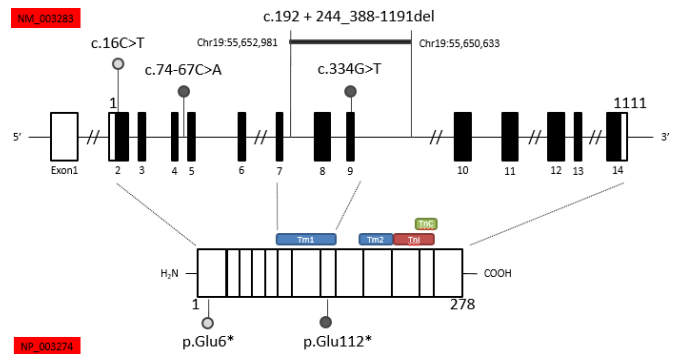 NM_003283
c.192 + 244_388-1191del
Chr19:55,652,981
Chr19:55,650,633
c.16C>T
c.74-67C>A
c.334G>T
1
1111
5'
//
//
//
//
//
3'
Exon1
2
3
4
5
6
7
8
9
10
11
12
13
14
TnC
Tm1
Tm2
TnI
H₂N
COOH
1
278
p.Glu6*
p.Glu112*
NP_003274